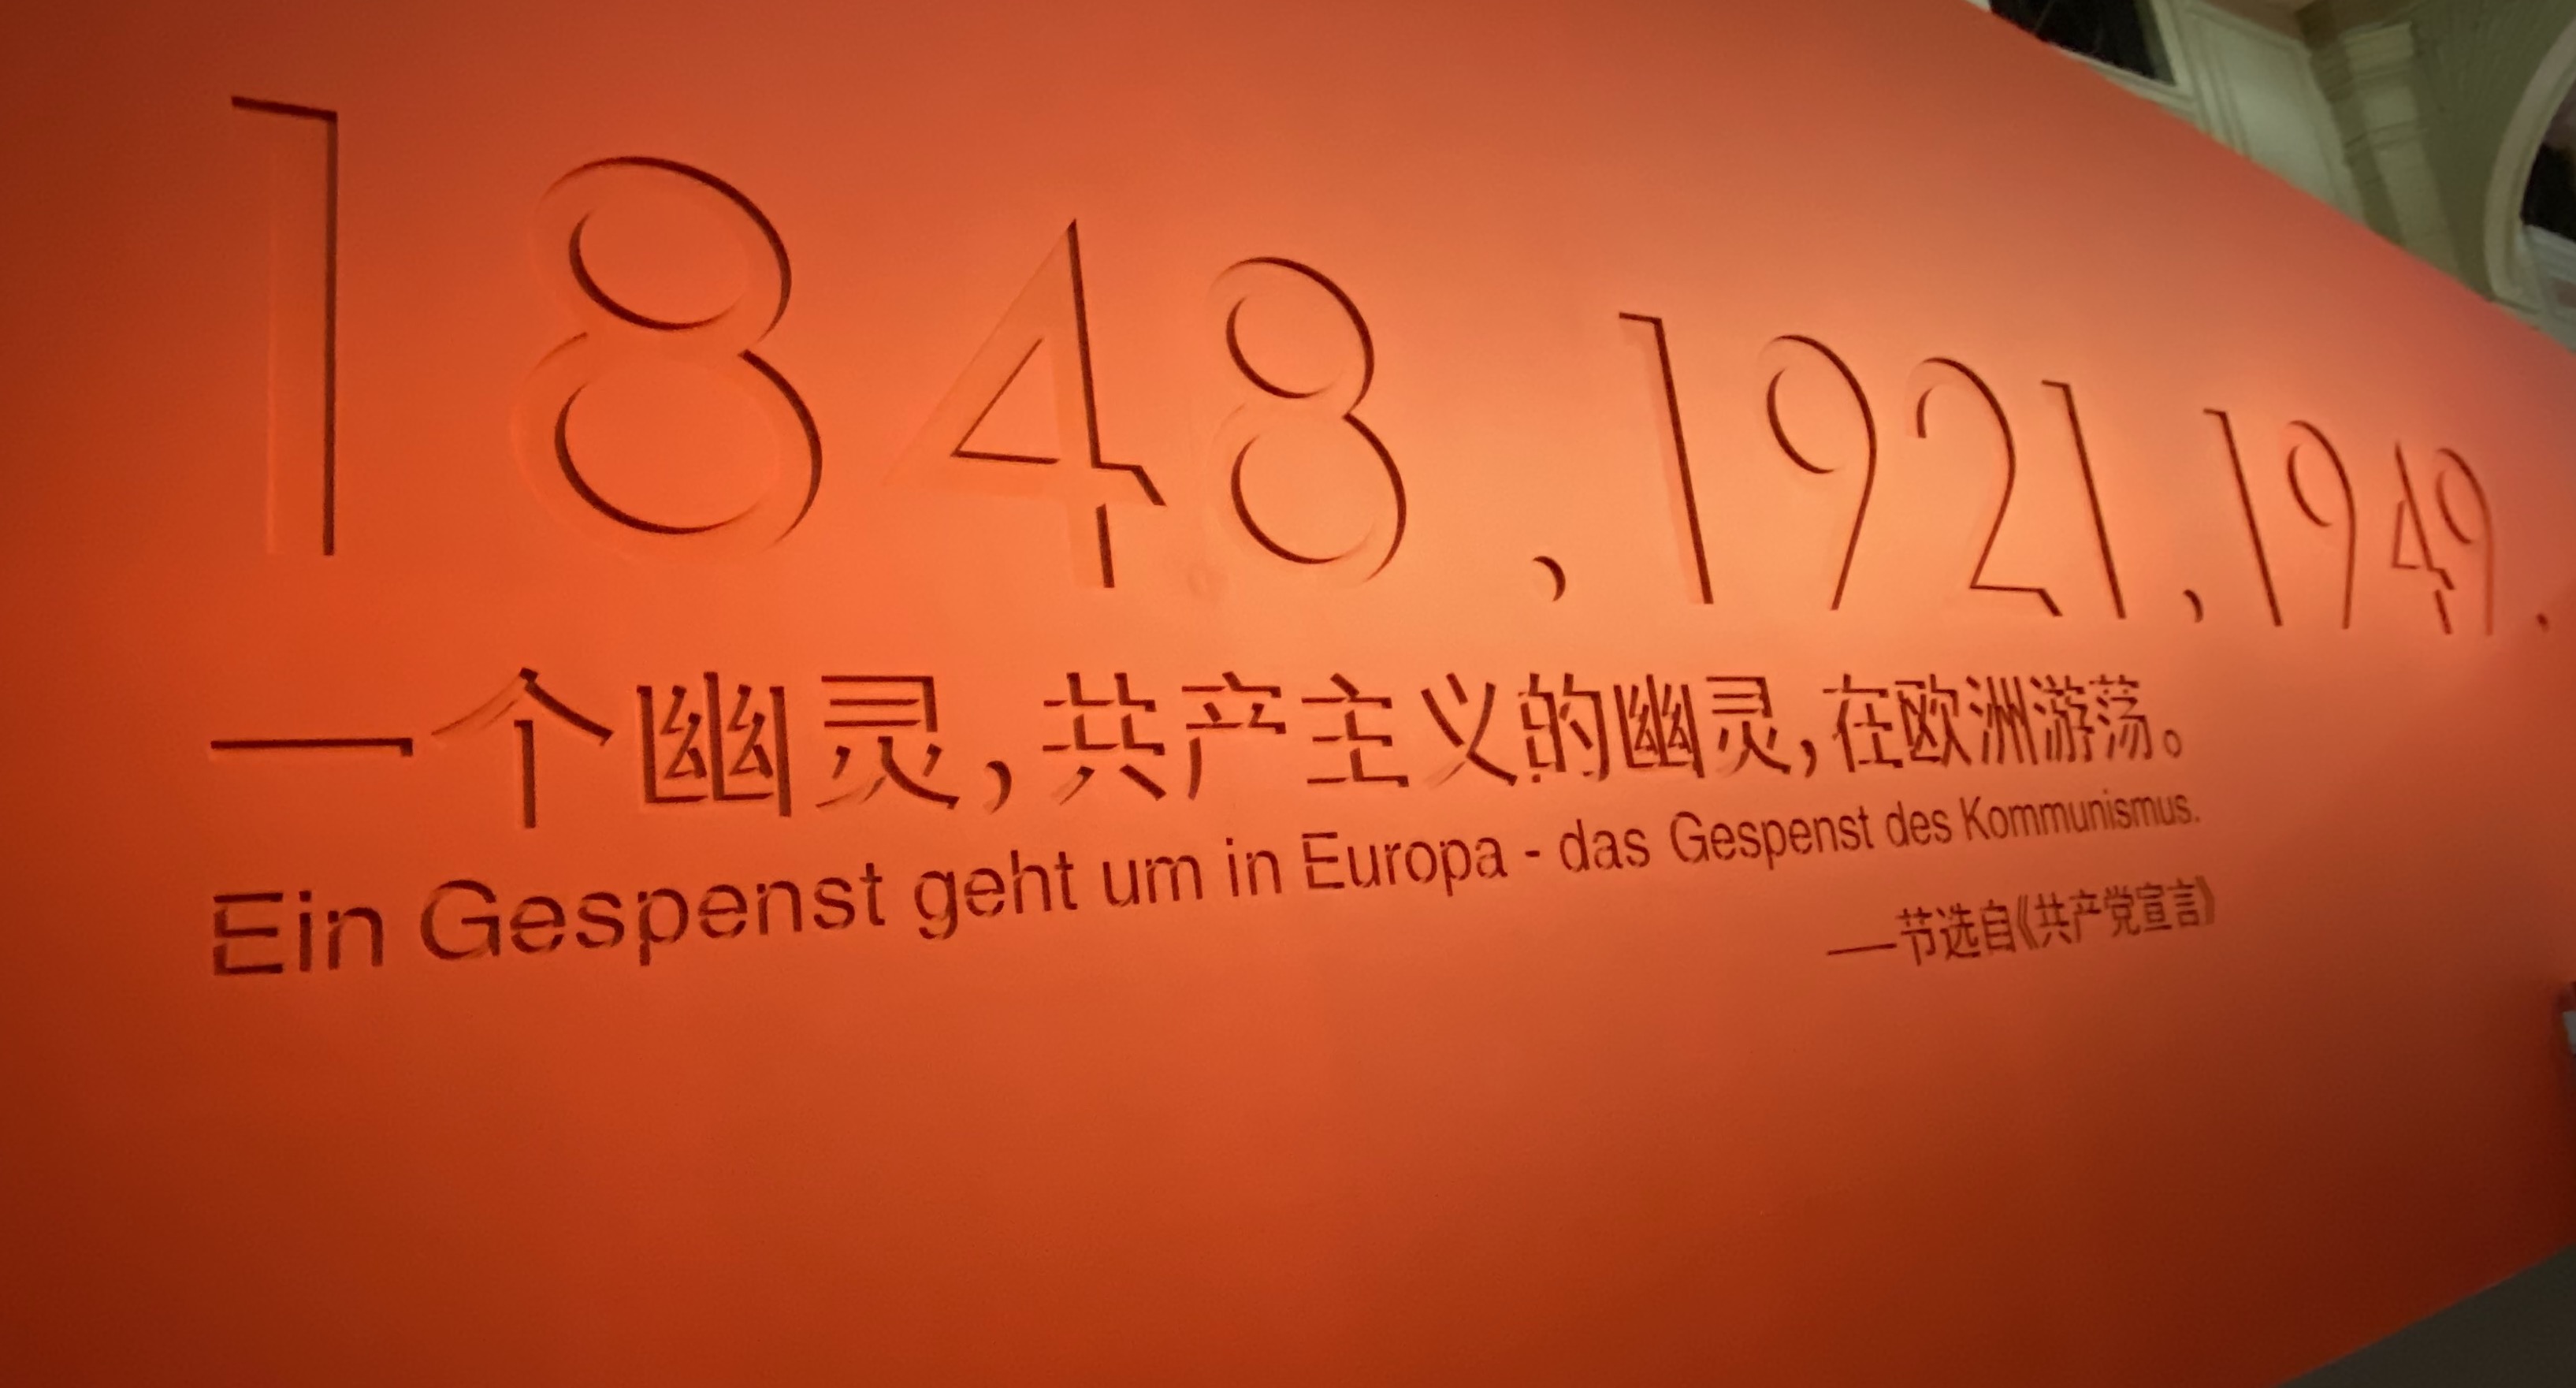 1848,1921,1949.
一个幽灵，共产主义的幽灵，在欧洲游荡。
Ein Gespenst geht um in Europa - das Gespenst des Kommunismus.
——节选自《共产党宣言》